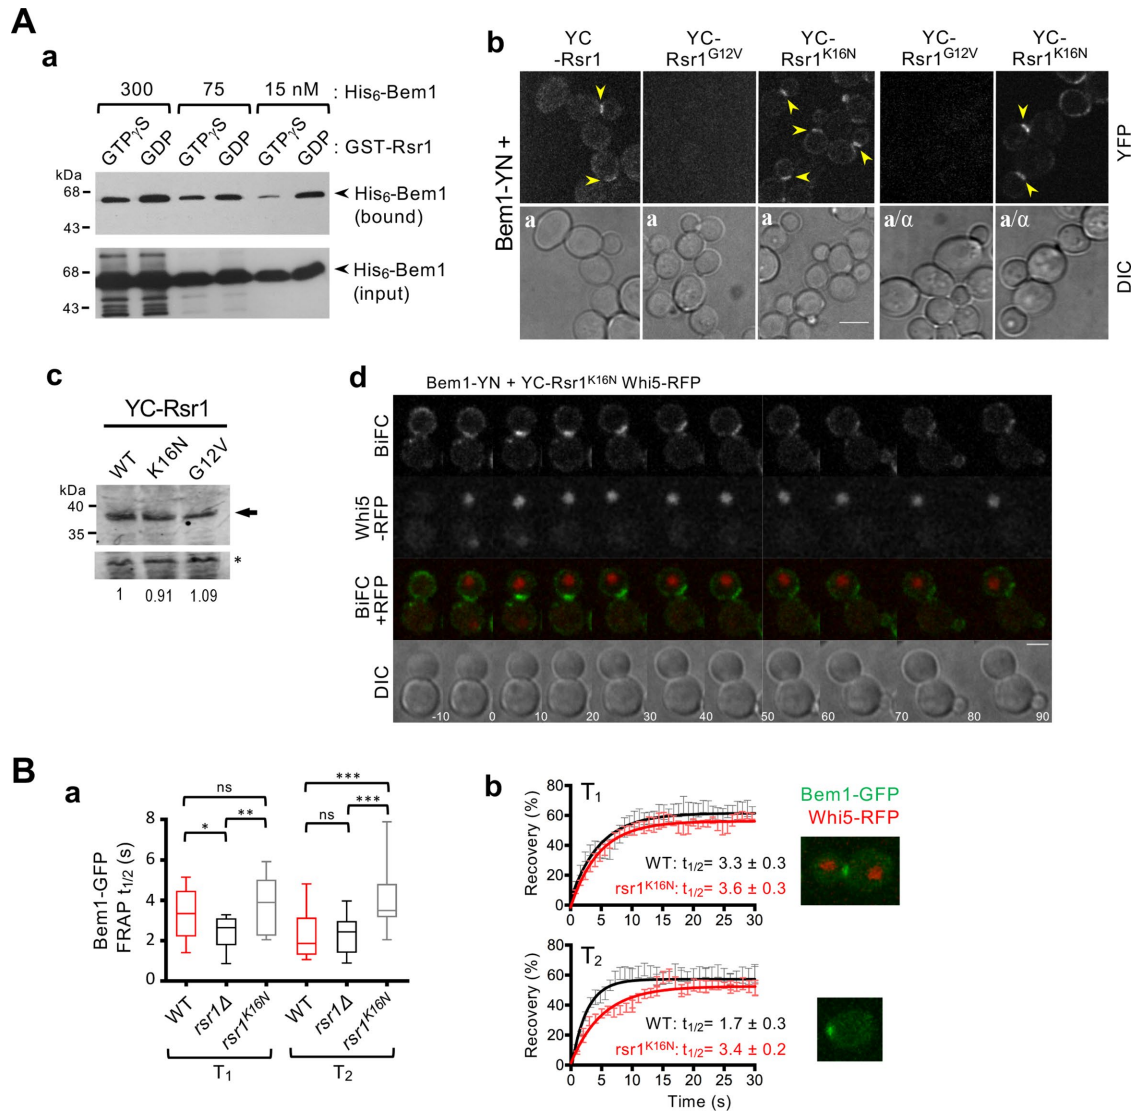 A
a
300 75 15 nM : His6-Bem1
GTPγS GDP GTPγS GDP GTPγS GDP : GST-Rsr1
kDa
68
His6-Bem1
(bound)
43
68
His6-Bem1
(input)
43
b
YC
-Rsr1
YC-
Rsr1G12V
YC-
Rsr1K16N
YC-
Rsr1G12V
YC-
Rsr1K16N
Bem1-YN +
YFP
a a a a/α a/α
DIC
c
YC-Rsr1
WT K16N G12V
kDa
40
35
*
1 0.91 1.09
d
Bem1-YN + YC-Rsr1K16N Whi5-RFP
BiFC
Whi5
-RFP
BiFC
+RFP
DIC
-10 0 10 20 30 40 50 60 70 80 90
B
a
ns
* **
***
ns ***
Bem1-GFP
FRAP t1/2 (s)
8
6
4
2
0
WT rsr1Δ rsr1K16N WT rsr1Δ rsr1K16N
T1 T2
b
T1
Recovery (%)
80
60
40
20
0
WT: t1/2= 3.3 ± 0.3
rsr1K16N: t1/2= 3.6 ± 0.3
0 5 10 15 20 25 30
Bem1-GFP
Whi5-RFP
T2
Recovery (%)
80
60
40
20
0
WT: t1/2= 1.7 ± 0.3
rsr1K16N: t1/2= 3.4 ± 0.2
0 5 10 15 20 25 30
Time (s)